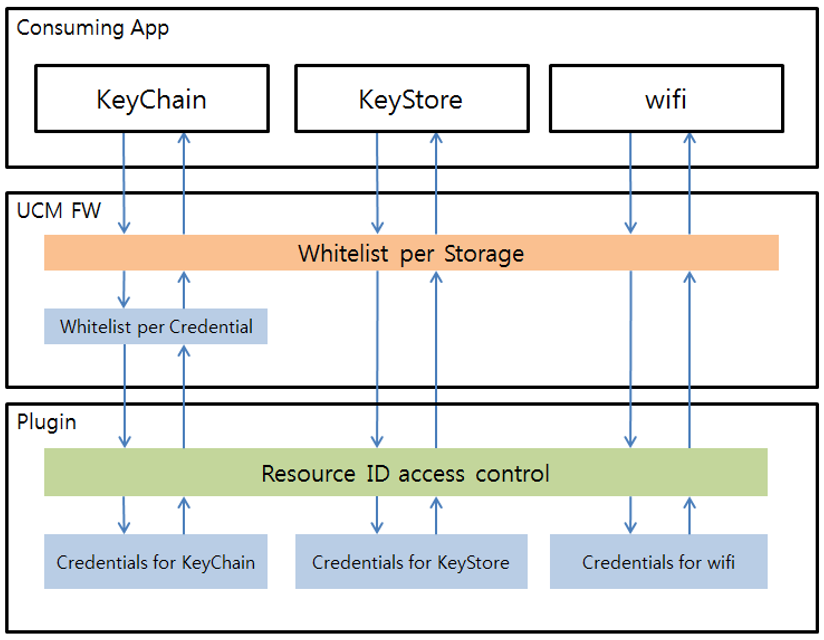 Consuming App
KeyChain
KeyStore
wifi
UCM FW
Whitelist per Storage
Whitelist per Credential
Plugin
Resource ID access control
Credentials for KeyChain
Credentials for KeyStore
Credentials for wifi